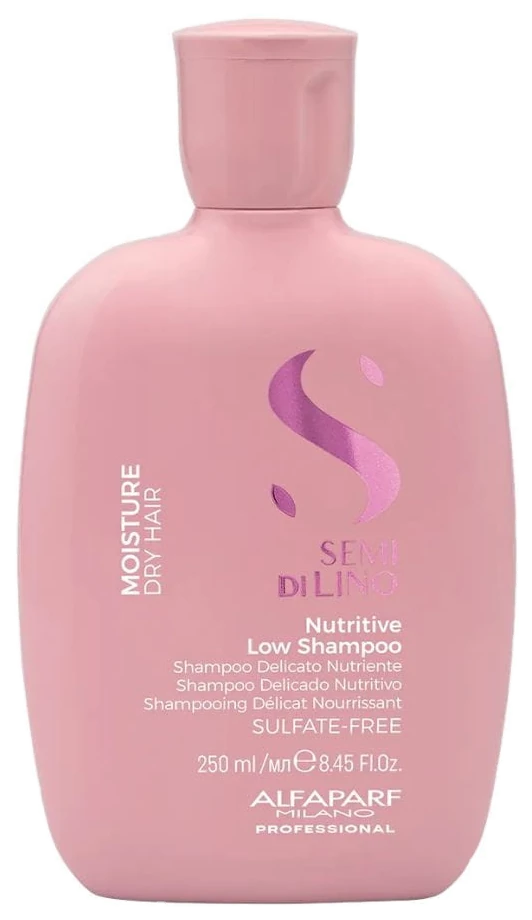 MOISTURE
DRY HAIR
SEMI
DI LINO
Nutritive
Low Shampoo
Shampoo Delicato Nutriente
Shampoo Delicado Nutritivo
Shampooing Délicat Nourrissant
SULFATE-FREE
250 ml/мл℮8.45 Fl.Oz.
ALFAPARF
MILANO
PROFESSIONAL